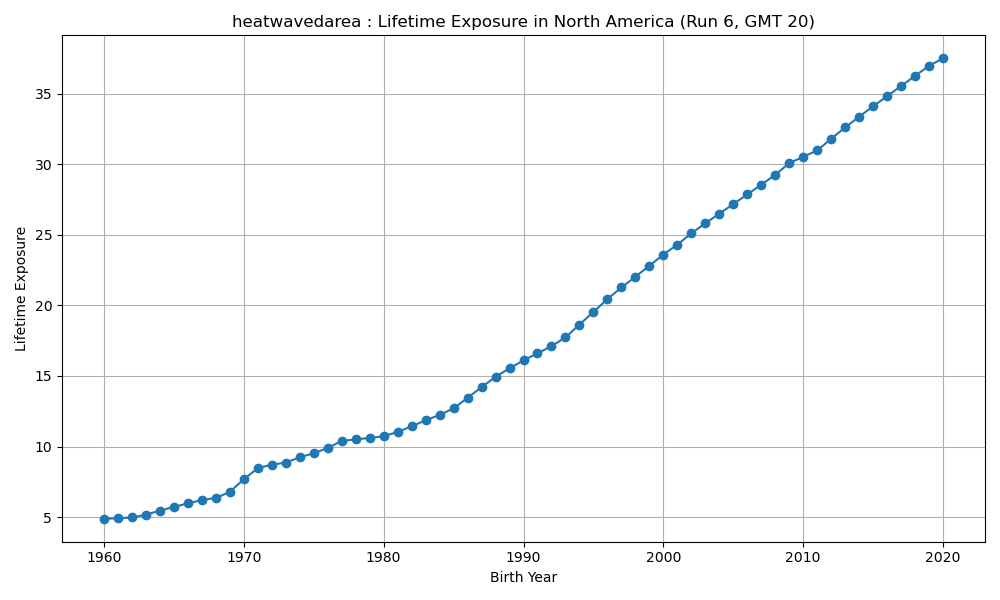 heatwavedarea : Lifetime Exposure in North America (Run 6, GMT 20)
Lifetime Exposure
35
30
25
20
15
10
5
1960 1970 1980 1990 2000 2010 2020
Birth Year